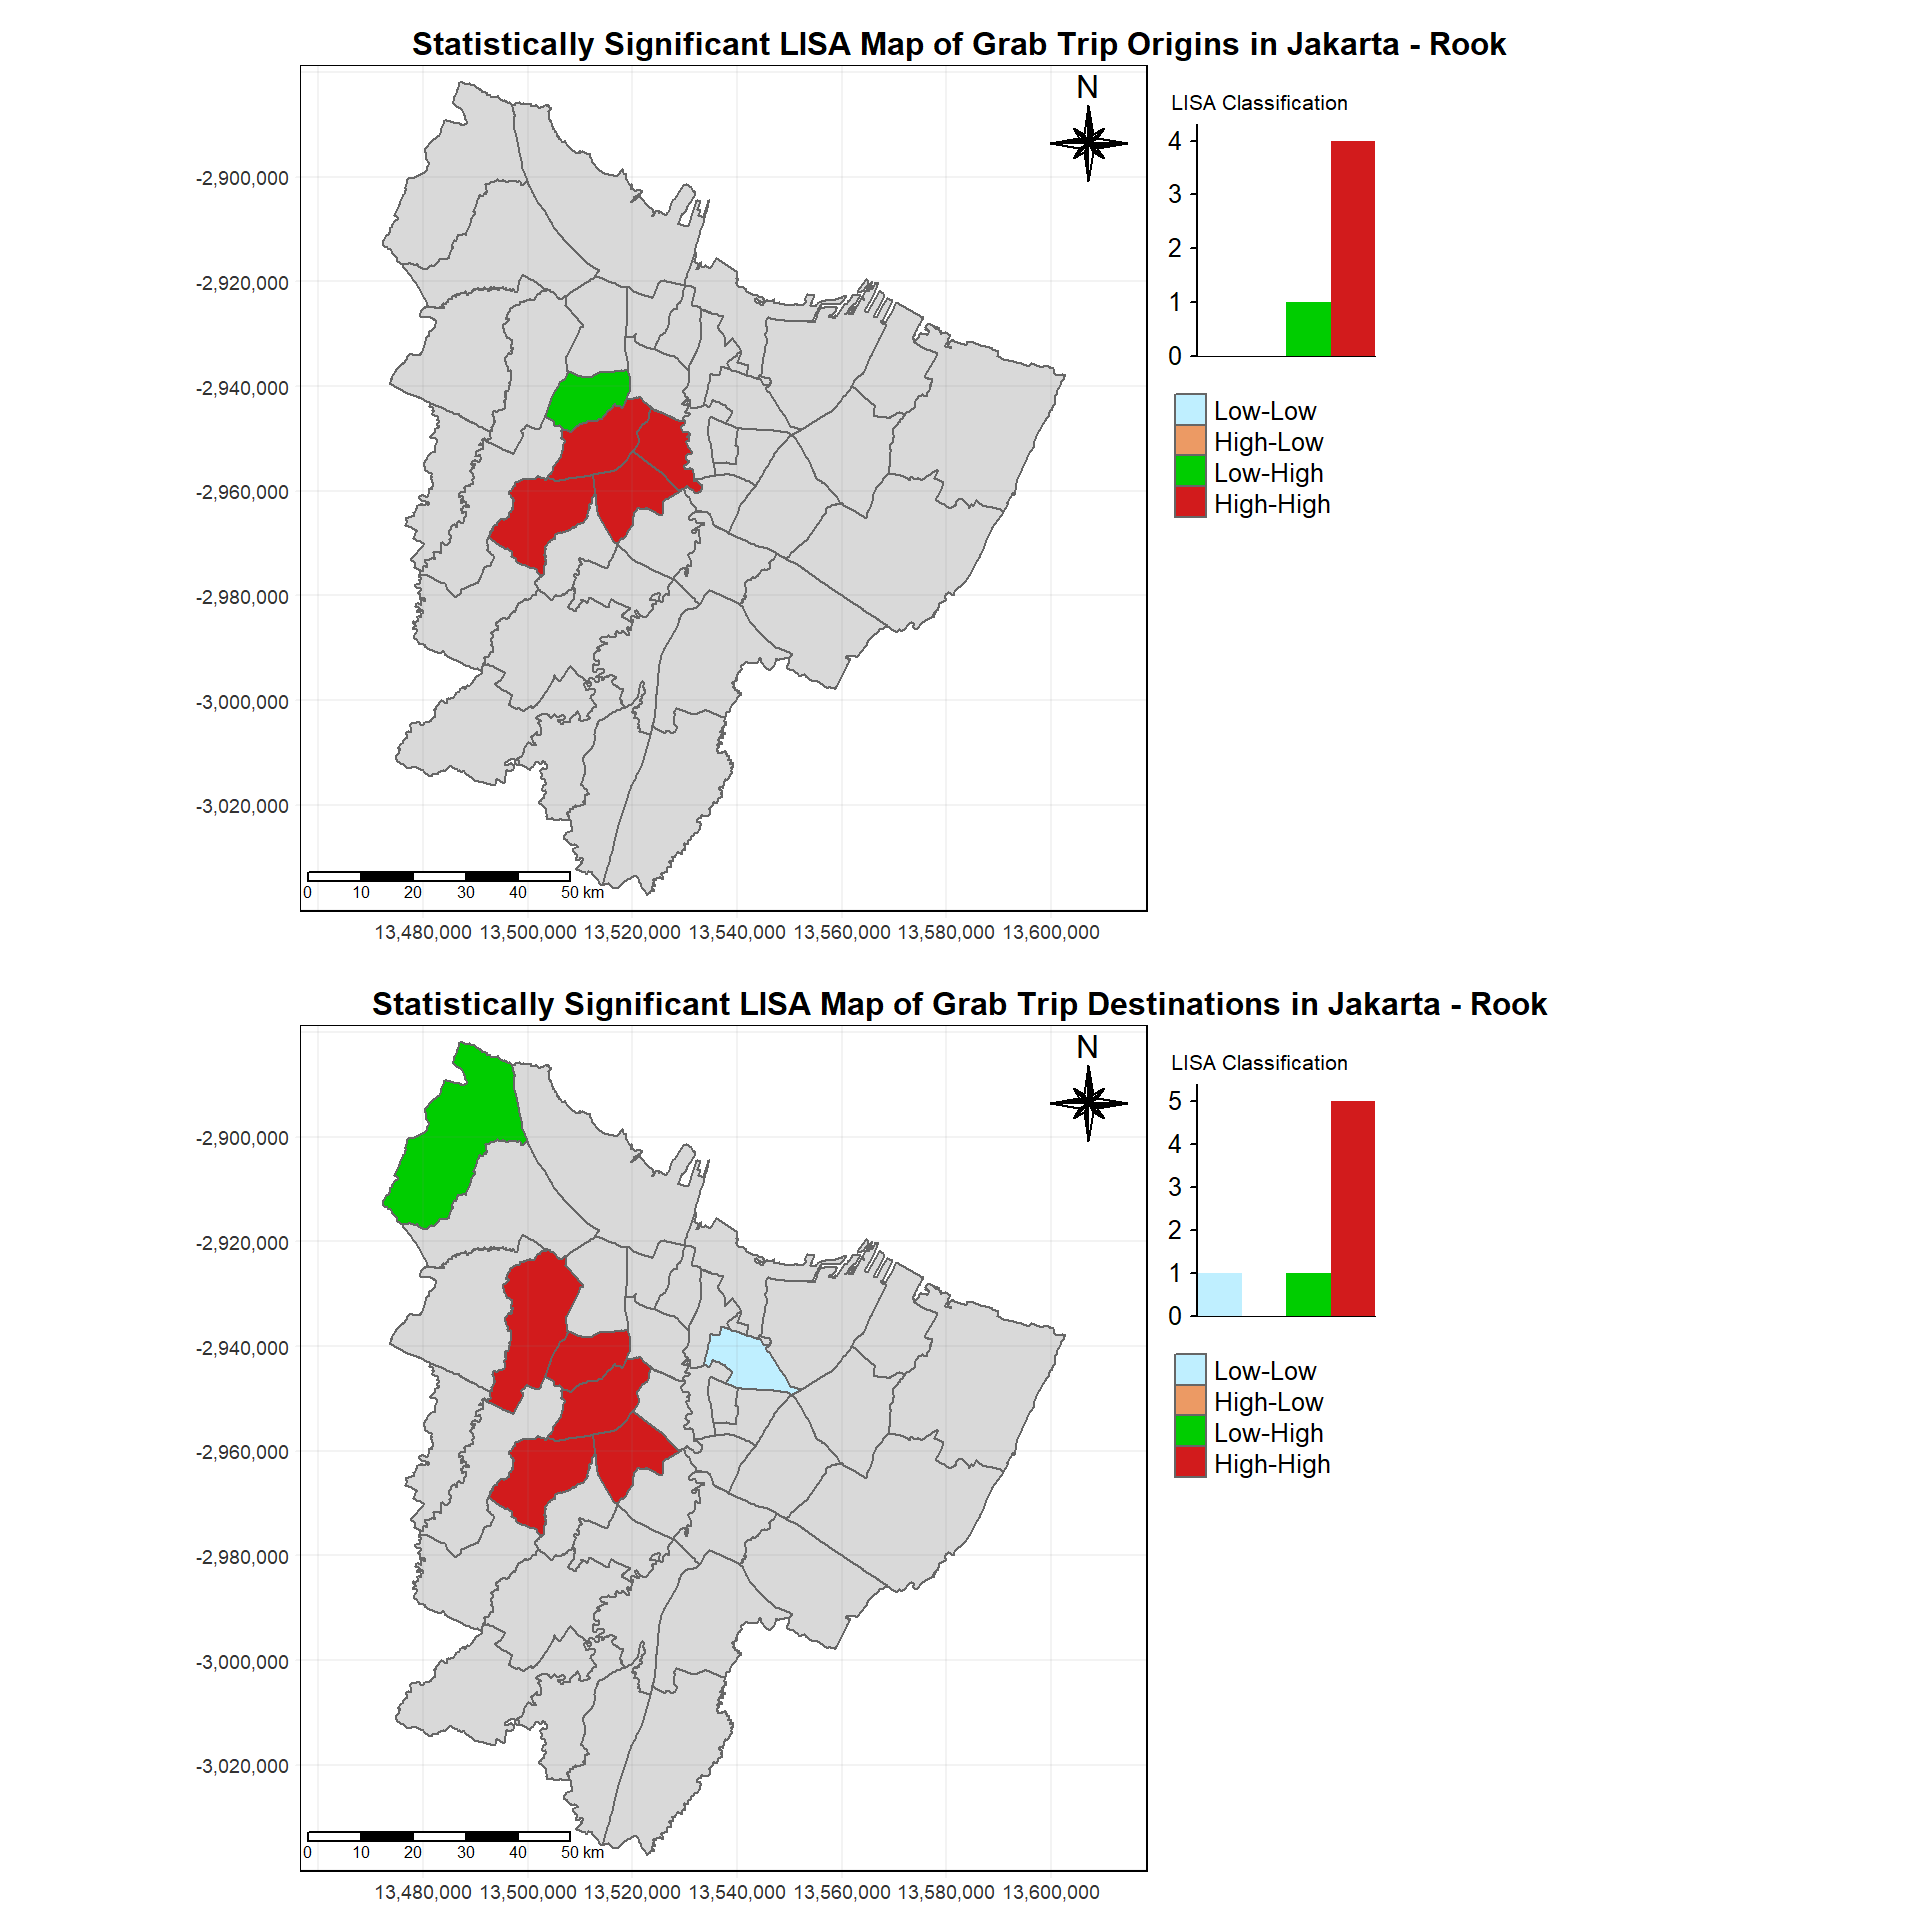 Statistically Significant LISA Map of Grab Trip Origins in Jakarta - Rook
N
LISA Classification
4
3
2
1
0
Low-Low
High-Low
Low-High
High-High
-2,900,000
-2,920,000
-2,940,000
-2,960,000
-2,980,000
-3,000,000
-3,020,000
0 10 20 30 40 50 km
13,480,000 13,500,000 13,520,000 13,540,000 13,560,000 13,580,000 13,600,000
Statistically Significant LISA Map of Grab Trip Destinations in Jakarta - Rook
N
LISA Classification
5
4
3
2
1
0
Low-Low
High-Low
Low-High
High-High
-2,900,000
-2,920,000
-2,940,000
-2,960,000
-2,980,000
-3,000,000
-3,020,000
0 10 20 30 40 50 km
13,480,000 13,500,000 13,520,000 13,540,000 13,560,000 13,580,000 13,600,000